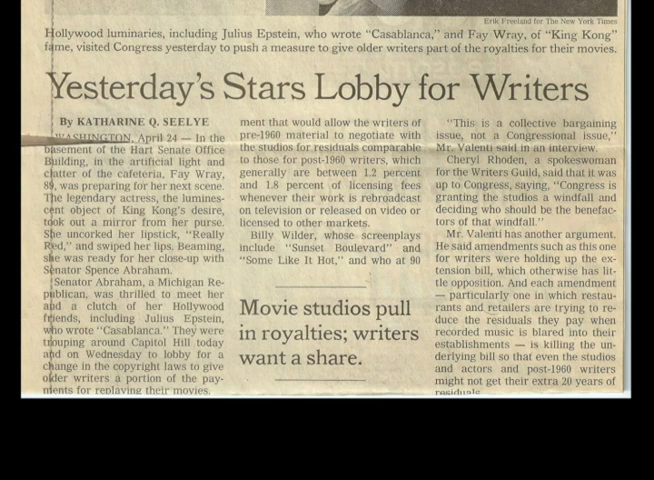 Erik Freeland for The New York Times
Hollywood luminaries, including Julius Epstein, who wrote "Casablanca," and Fay Wray, of "King Kong"
fame, visited Congress yesterday to push a measure to give older writers part of the royalties for their movies.
Yesterday's Stars Lobby for Writers
By KATHARINE Q. SEELYE
WASHINGTON, April 24 — In the
basement of the Hart Senate Office
Building, in the artificial light and
clatter of the cafeteria, Fay Wray,
89, was preparing for her next scene.
The legendary actress, the lumines-
cent object of King Kong's desire,
took out a mirror from her purse.
She uncorked her lipstick, "Really
Red," and swiped her lips. Beaming,
she was ready for her close-up with
Senator Spence Abraham.
Senator Abraham, a Michigan Re-
publican, was thrilled to meet her
and a clutch of her Hollywood
friends, including Julius Epstein,
who wrote "Casablanca." They were
trouping around Capitol Hill today
and on Wednesday to lobby for a
change in the copyright laws to give
older writers a portion of the pay-
ments for replaying their movies.
ment that would allow the writers of
pre-1960 material to negotiate with
the studios for residuals comparable
to those for post-1960 writers, which
generally are between 1.2 percent
and 1.8 percent of licensing fees
whenever their work is rebroadcast
on television or released on video or
licensed to other markets.
Billy Wilder, whose screenplays
include "Sunset Boulevard" and
"Some Like It Hot," and who at 90
Movie studios pull
in royalties; writers
want a share.
"This is a collective bargaining
issue, not a Congressional issue,"
Mr. Valenti said in an interview.
Cheryl Rhoden, a spokeswoman
for the Writers Guild, said that it was
up to Congress, saying, "Congress is
granting the studios a windfall and
deciding who should be the benefac-
tors of that windfall."
Mr. Valenti has another argument.
He said amendments such as this one
for writers were holding up the ex-
tension bill, which otherwise has lit-
tle opposition. And each amendment
— particularly one in which restau-
rants and retailers are trying to re-
duce the residuals they pay when
recorded music is blared into their
establishments — is killing the un-
derlying bill so that even the studios
and actors and post-1960 writers
might not get their extra 20 years of
residuals.